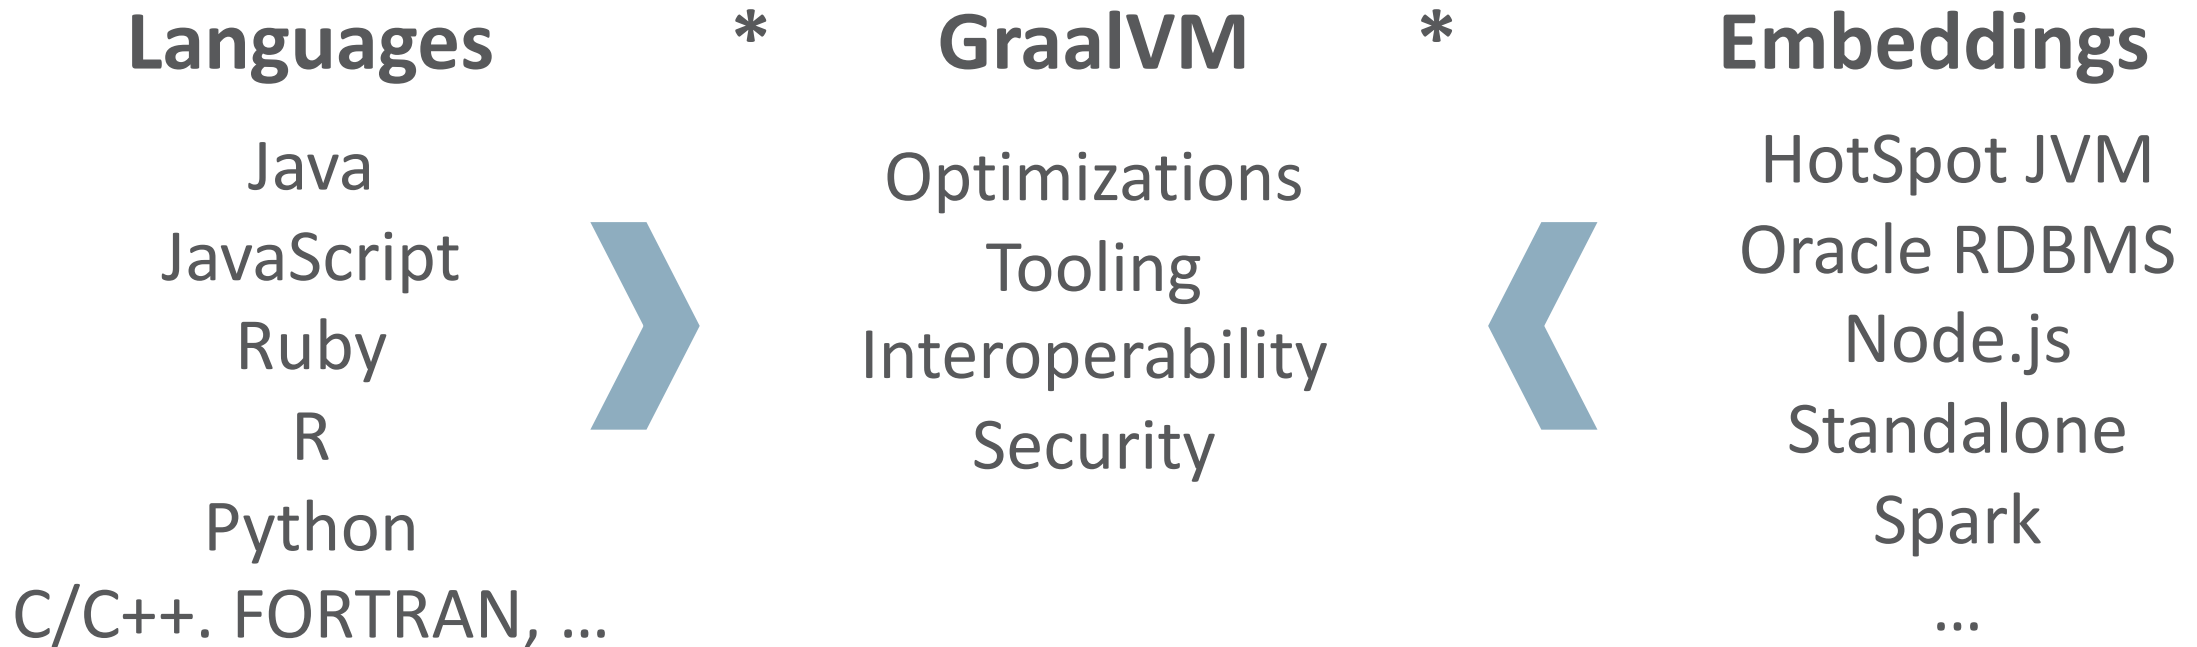 Languages * GraalVM * Embeddings
Java
JavaScript
Ruby
R
Python
C/C++. FORTRAN, ...
Optimizations
Tooling
Interoperability
Security
HotSpot JVM
Oracle RDBMS
Node.js
Standalone
Spark
...